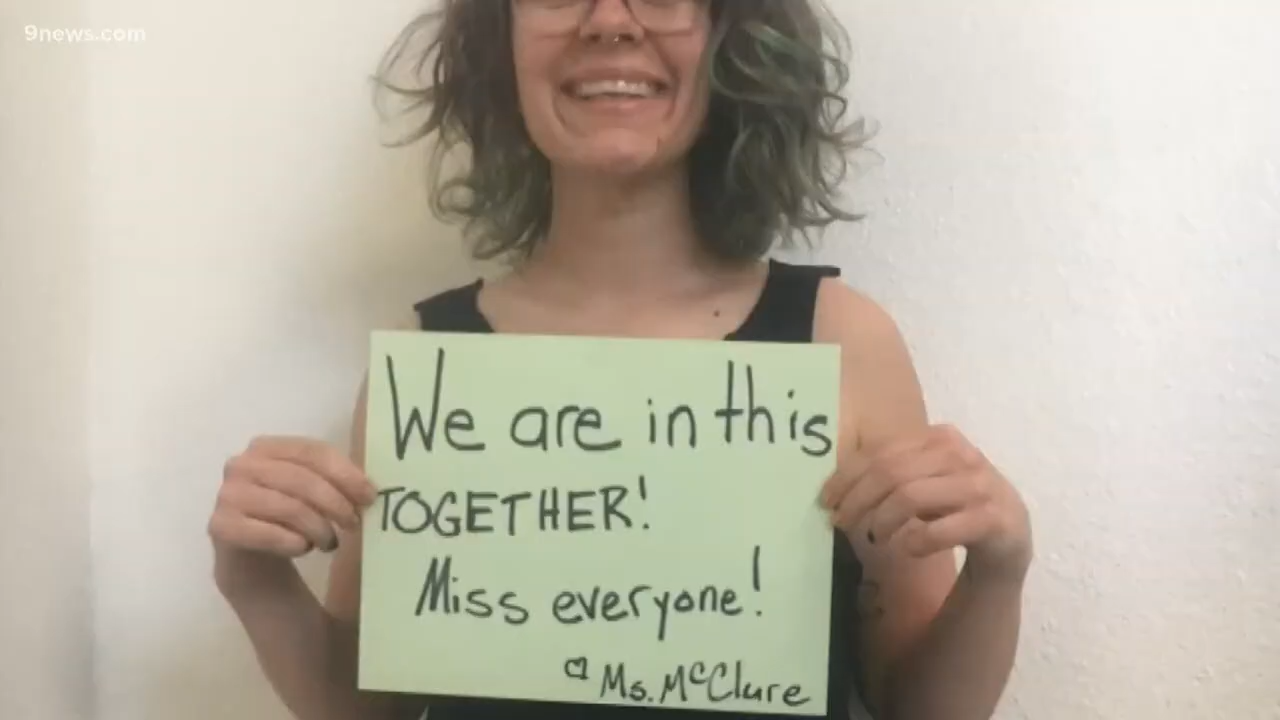 9news.com
We are in this
TOGETHER!
Miss everyone!
♡ Ms. McClure